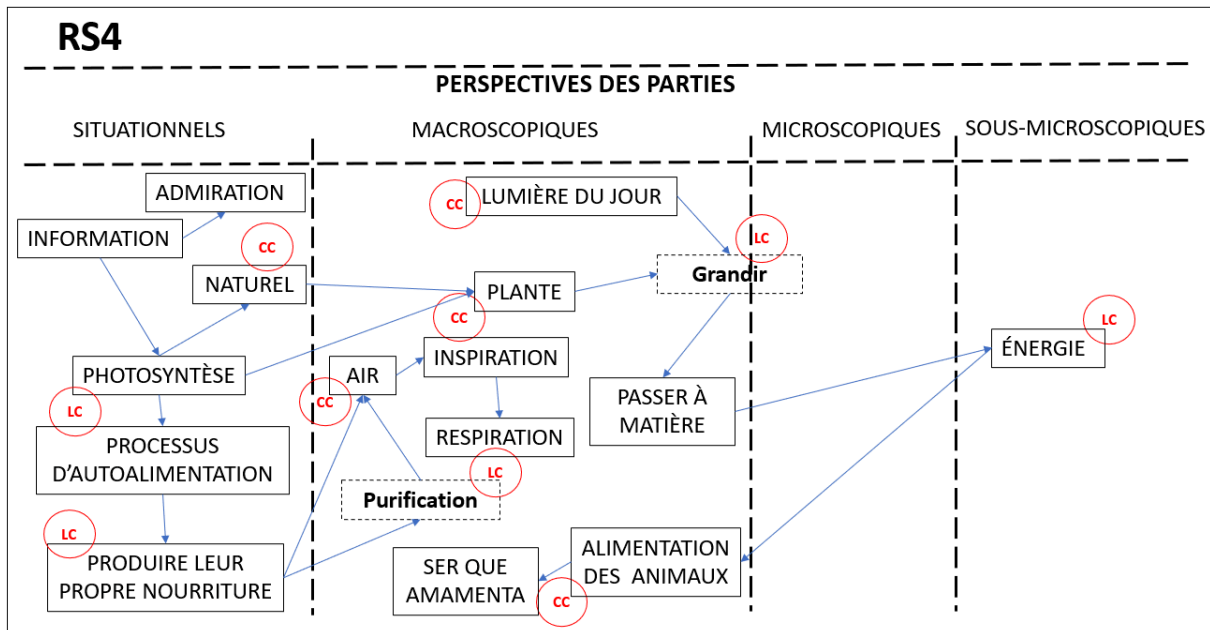 RS4
PERSPECTIVES DES PARTIES
SITUATIONNELS
MACROSCOPIQUES
MICROSCOPIQUES
SOUS-MICROSCOPIQUES
ADMIRATION
CC
LUMIÈRE DU JOUR
INFORMATION
CC
LC
Grandir
NATUREL
PLANTE
CC
LC
ÉNERGIE
INSPIRATION
PHOTOSYNTÈSE
AIR
CC
LC
PASSER À
MATIÈRE
RESPIRATION
PROCESSUS
D'AUTOALIMENTATION
LC
Purification
LC
PRODUIRE LEUR
PROPRE NOURRITURE
ALIMENTATION
DES ANIMAUX
SER QUE
AMAMENTA
CC